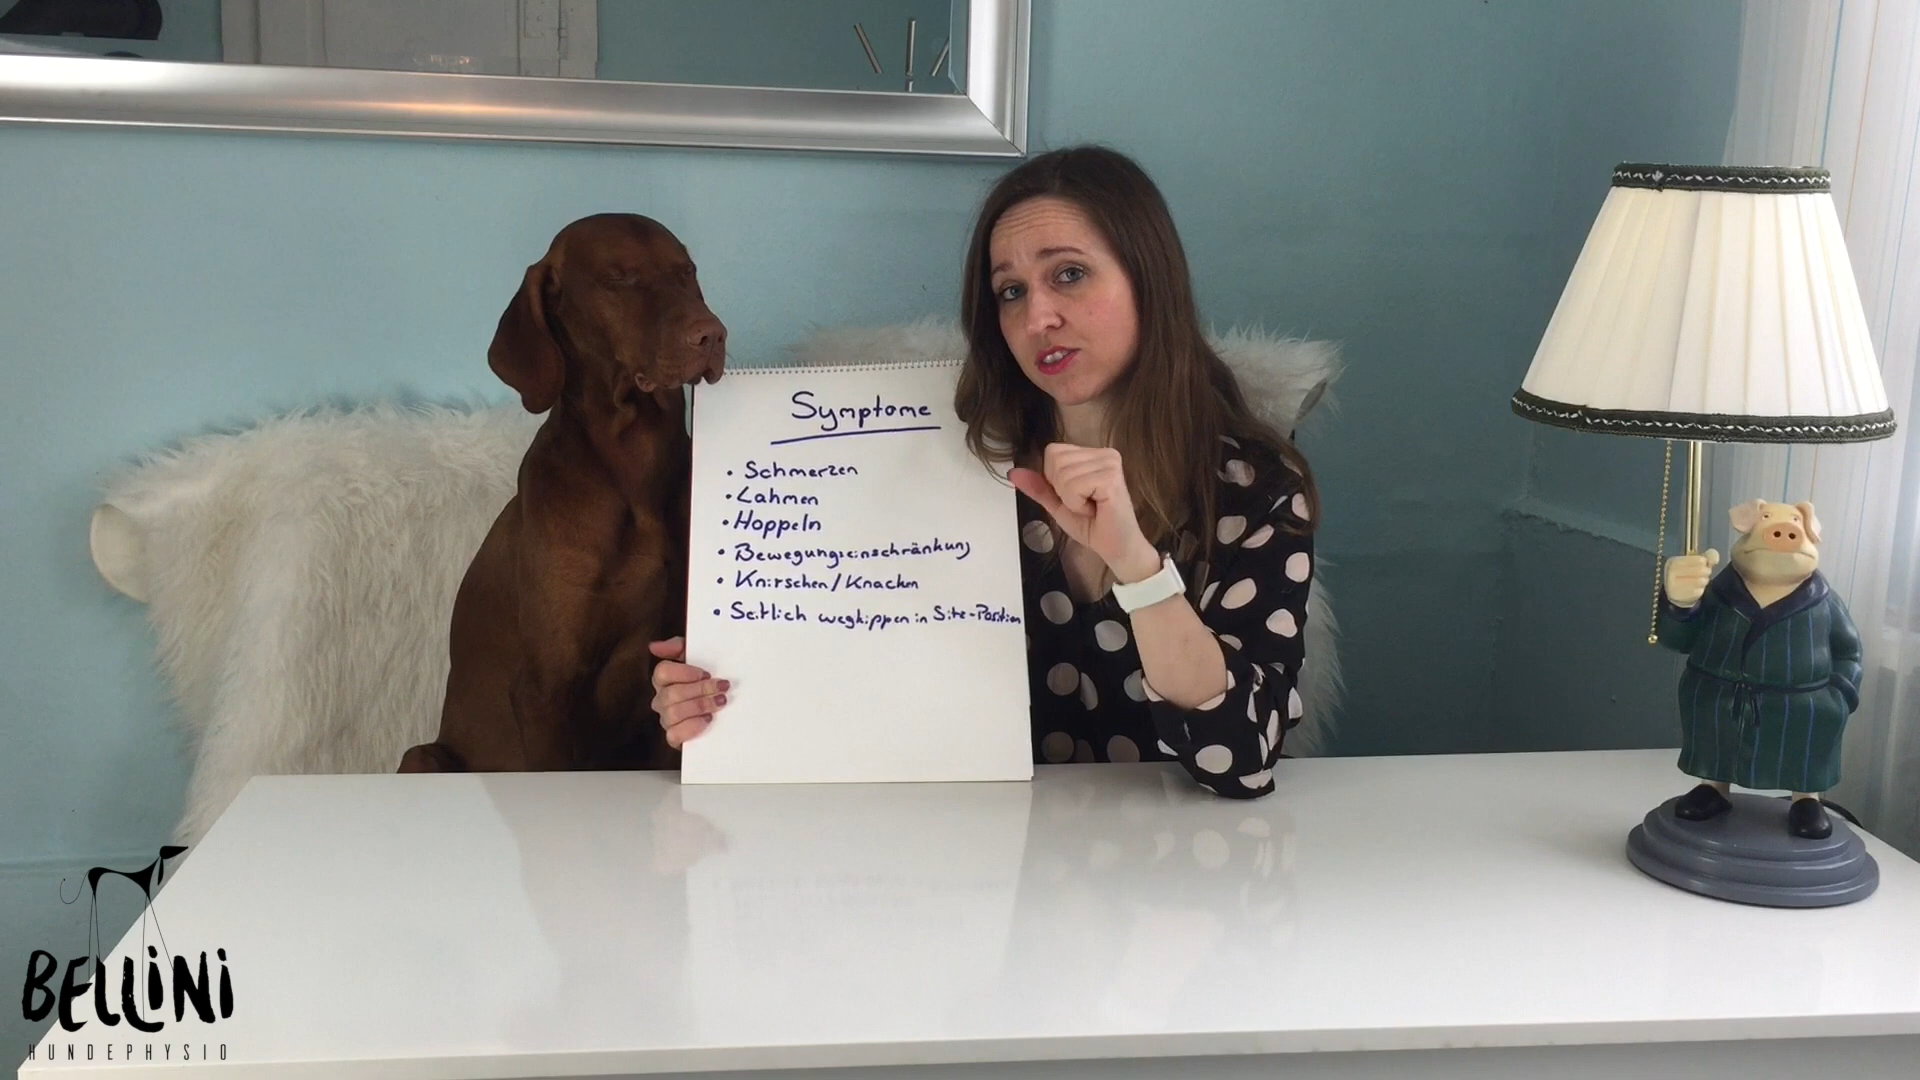 Symptome
• Schmerzen
• Lahmen
• Hoppeln
• Bewegungseinschränkung
• Knirschen/Knacken
• Seitlich wegkippen in Sitz-Position
BELLINI
HUNDEPHYSIO